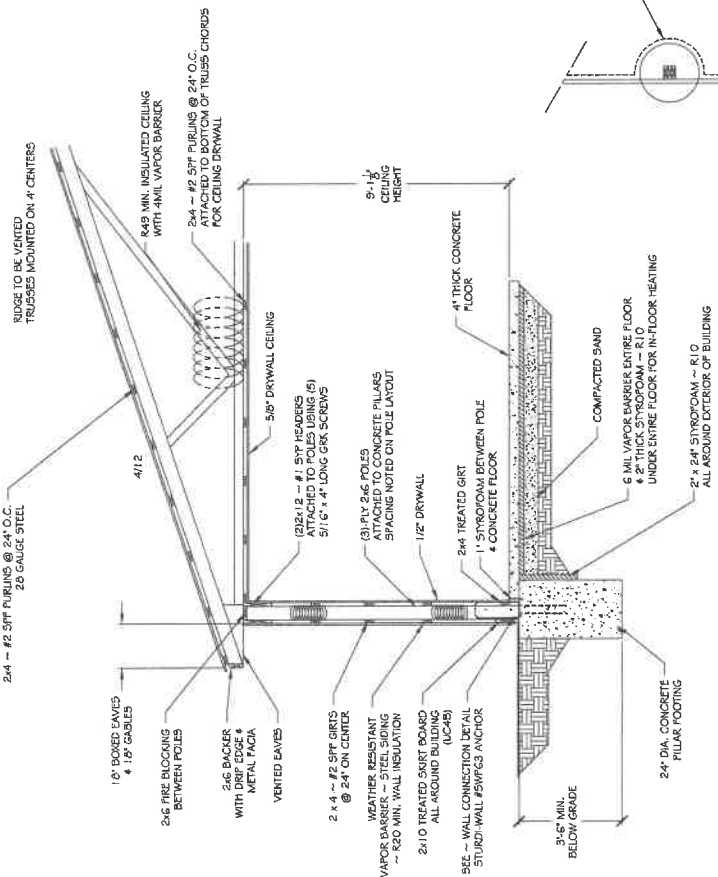 2x4 ~ #2 SPF PURLINS @ 24" O.C.
28 GAUGE STEEL
RIDGE TO BE VENTED
TRUSSES MOUNTED ON 4' CENTERS
4/12
R49 MIN. INSULATED CEILING
WITH 4MIL VAPOR BARRIER
2x4 ~ #2 SPF PURLINS @ 24" O.C.
ATTACHED TO BOTTOM OF TRUSS CHORDS
FOR CEILING DRYWALL
18" BOXED EAVES
& 18" GABLES
2x6 FIRE BLOCKING
BETWEEN POLES
2x6 BACKER
WITH DRIP EDGE &
METAL FACIA
VENTED EAVES
5/8" DRYWALL CEILING
(2)2x12 ~ #1 SYP HEADERS
ATTACHED TO POLES USING (5)
5/16" x 4" LONG GRK SCREWS
9'-1 1/8"
CEILING
HEIGHT
(3)-PLY 2x6 POLES
ATTACHED TO CONCRETE PILLARS
SPACING NOTED ON POLE LAYOUT
1/2" DRYWALL
2x4 TREATED GIRT
1" STYROFOAM BETWEEN POLE
& CONCRETE FLOOR
4" THICK CONCRETE
FLOOR
2 x 4 ~ #2 SPF GIRTS
@ 24" ON CENTER
WEATHER RESISTANT
VAPOR BARRIER ~ STEEL SIDING
~ R20 MIN. WALL INSULATION
2x10 TREATED SKIRT BOARD
ALL AROUND BUILDING
(UC4B)
SEE ~ WALL CONNECTION DETAIL
STURDI-WALL #SWP63 ANCHOR
COMPACTED SAND
6 MIL VAPOR BARRIER ENTIRE FLOOR
& 2" THICK STYROFOAM ~ R10
UNDER ENTIRE FLOOR FOR IN-FLOOR HEATING
2" x 24" STYROFOAM ~ R10
ALL AROUND EXTERIOR OF BUILDING
3'-6" MIN.
BELOW GRADE
24" DIA. CONCRETE
PILLAR FOOTING